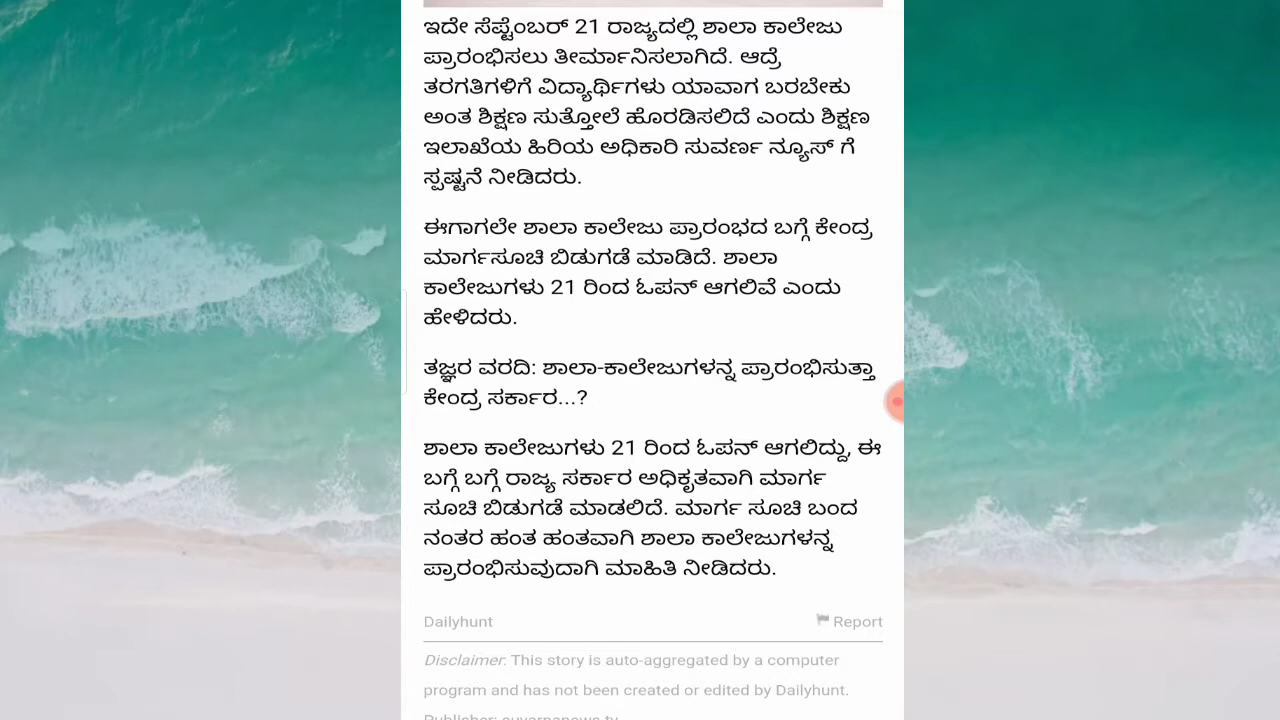 ಇದೇ ಸೆಪ್ಟೆಂಬರ್ 21 ರಾಜ್ಯದಲ್ಲಿ ಶಾಲಾ ಕಾಲೇಜು
ಪ್ರಾರಂಭಿಸಲು ತೀರ್ಮಾನಿಸಲಾಗಿದೆ. ಆದ್ರೆ
ತರಗತಿಗಳಿಗೆ ವಿದ್ಯಾರ್ಥಿಗಳು ಯಾವಾಗ ಬರಬೇಕು
ಅಂತ ಶಿಕ್ಷಣ ಸುತ್ತೋಲೆ ಹೊರಡಿಸಲಿದೆ ಎಂದು ಶಿಕ್ಷಣ
ಇಲಾಖೆಯ ಹಿರಿಯ ಅಧಿಕಾರಿ ಸುವರ್ಣ ನ್ಯೂಸ್ ಗೆ
ಸ್ಪಷ್ಟನೆ ನೀಡಿದರು.
ಈಗಾಗಲೇ ಶಾಲಾ ಕಾಲೇಜು ಪ್ರಾರಂಭದ ಬಗ್ಗೆ ಕೇಂದ್ರ
ಮಾರ್ಗಸೂಚಿ ಬಿಡುಗಡೆ ಮಾಡಿದೆ. ಶಾಲಾ
ಕಾಲೇಜುಗಳು 21 ರಿಂದ ಓಪನ್ ಆಗಲಿವೆ ಎಂದು
ಹೇಳಿದರು.
ತಜ್ಞರ ವರದಿ: ಶಾಲಾ-ಕಾಲೇಜುಗಳನ್ನ ಪ್ರಾರಂಭಿಸುತ್ತಾ
ಕೇಂದ್ರ ಸರ್ಕಾರ...?
ಶಾಲಾ ಕಾಲೇಜುಗಳು 21 ರಿಂದ ಓಪನ್ ಆಗಲಿದ್ದು, ಈ
ಬಗ್ಗೆ ಬಗ್ಗೆ ರಾಜ್ಯ ಸರ್ಕಾರ ಅಧಿಕೃತವಾಗಿ ಮಾರ್ಗ
ಸೂಚಿ ಬಿಡುಗಡೆ ಮಾಡಲಿದೆ. ಮಾರ್ಗ ಸೂಚಿ ಬಂದ
ನಂತರ ಹಂತ ಹಂತವಾಗಿ ಶಾಲಾ ಕಾಲೇಜುಗಳನ್ನ
ಪ್ರಾರಂಭಿಸುವುದಾಗಿ ಮಾಹಿತಿ ನೀಡಿದರು.
Dailyhunt Report
Disclaimer: This story is auto-aggregated by a computer
program and has not been created or edited by Dailyhunt.
Publisher: suvarnanews.tv